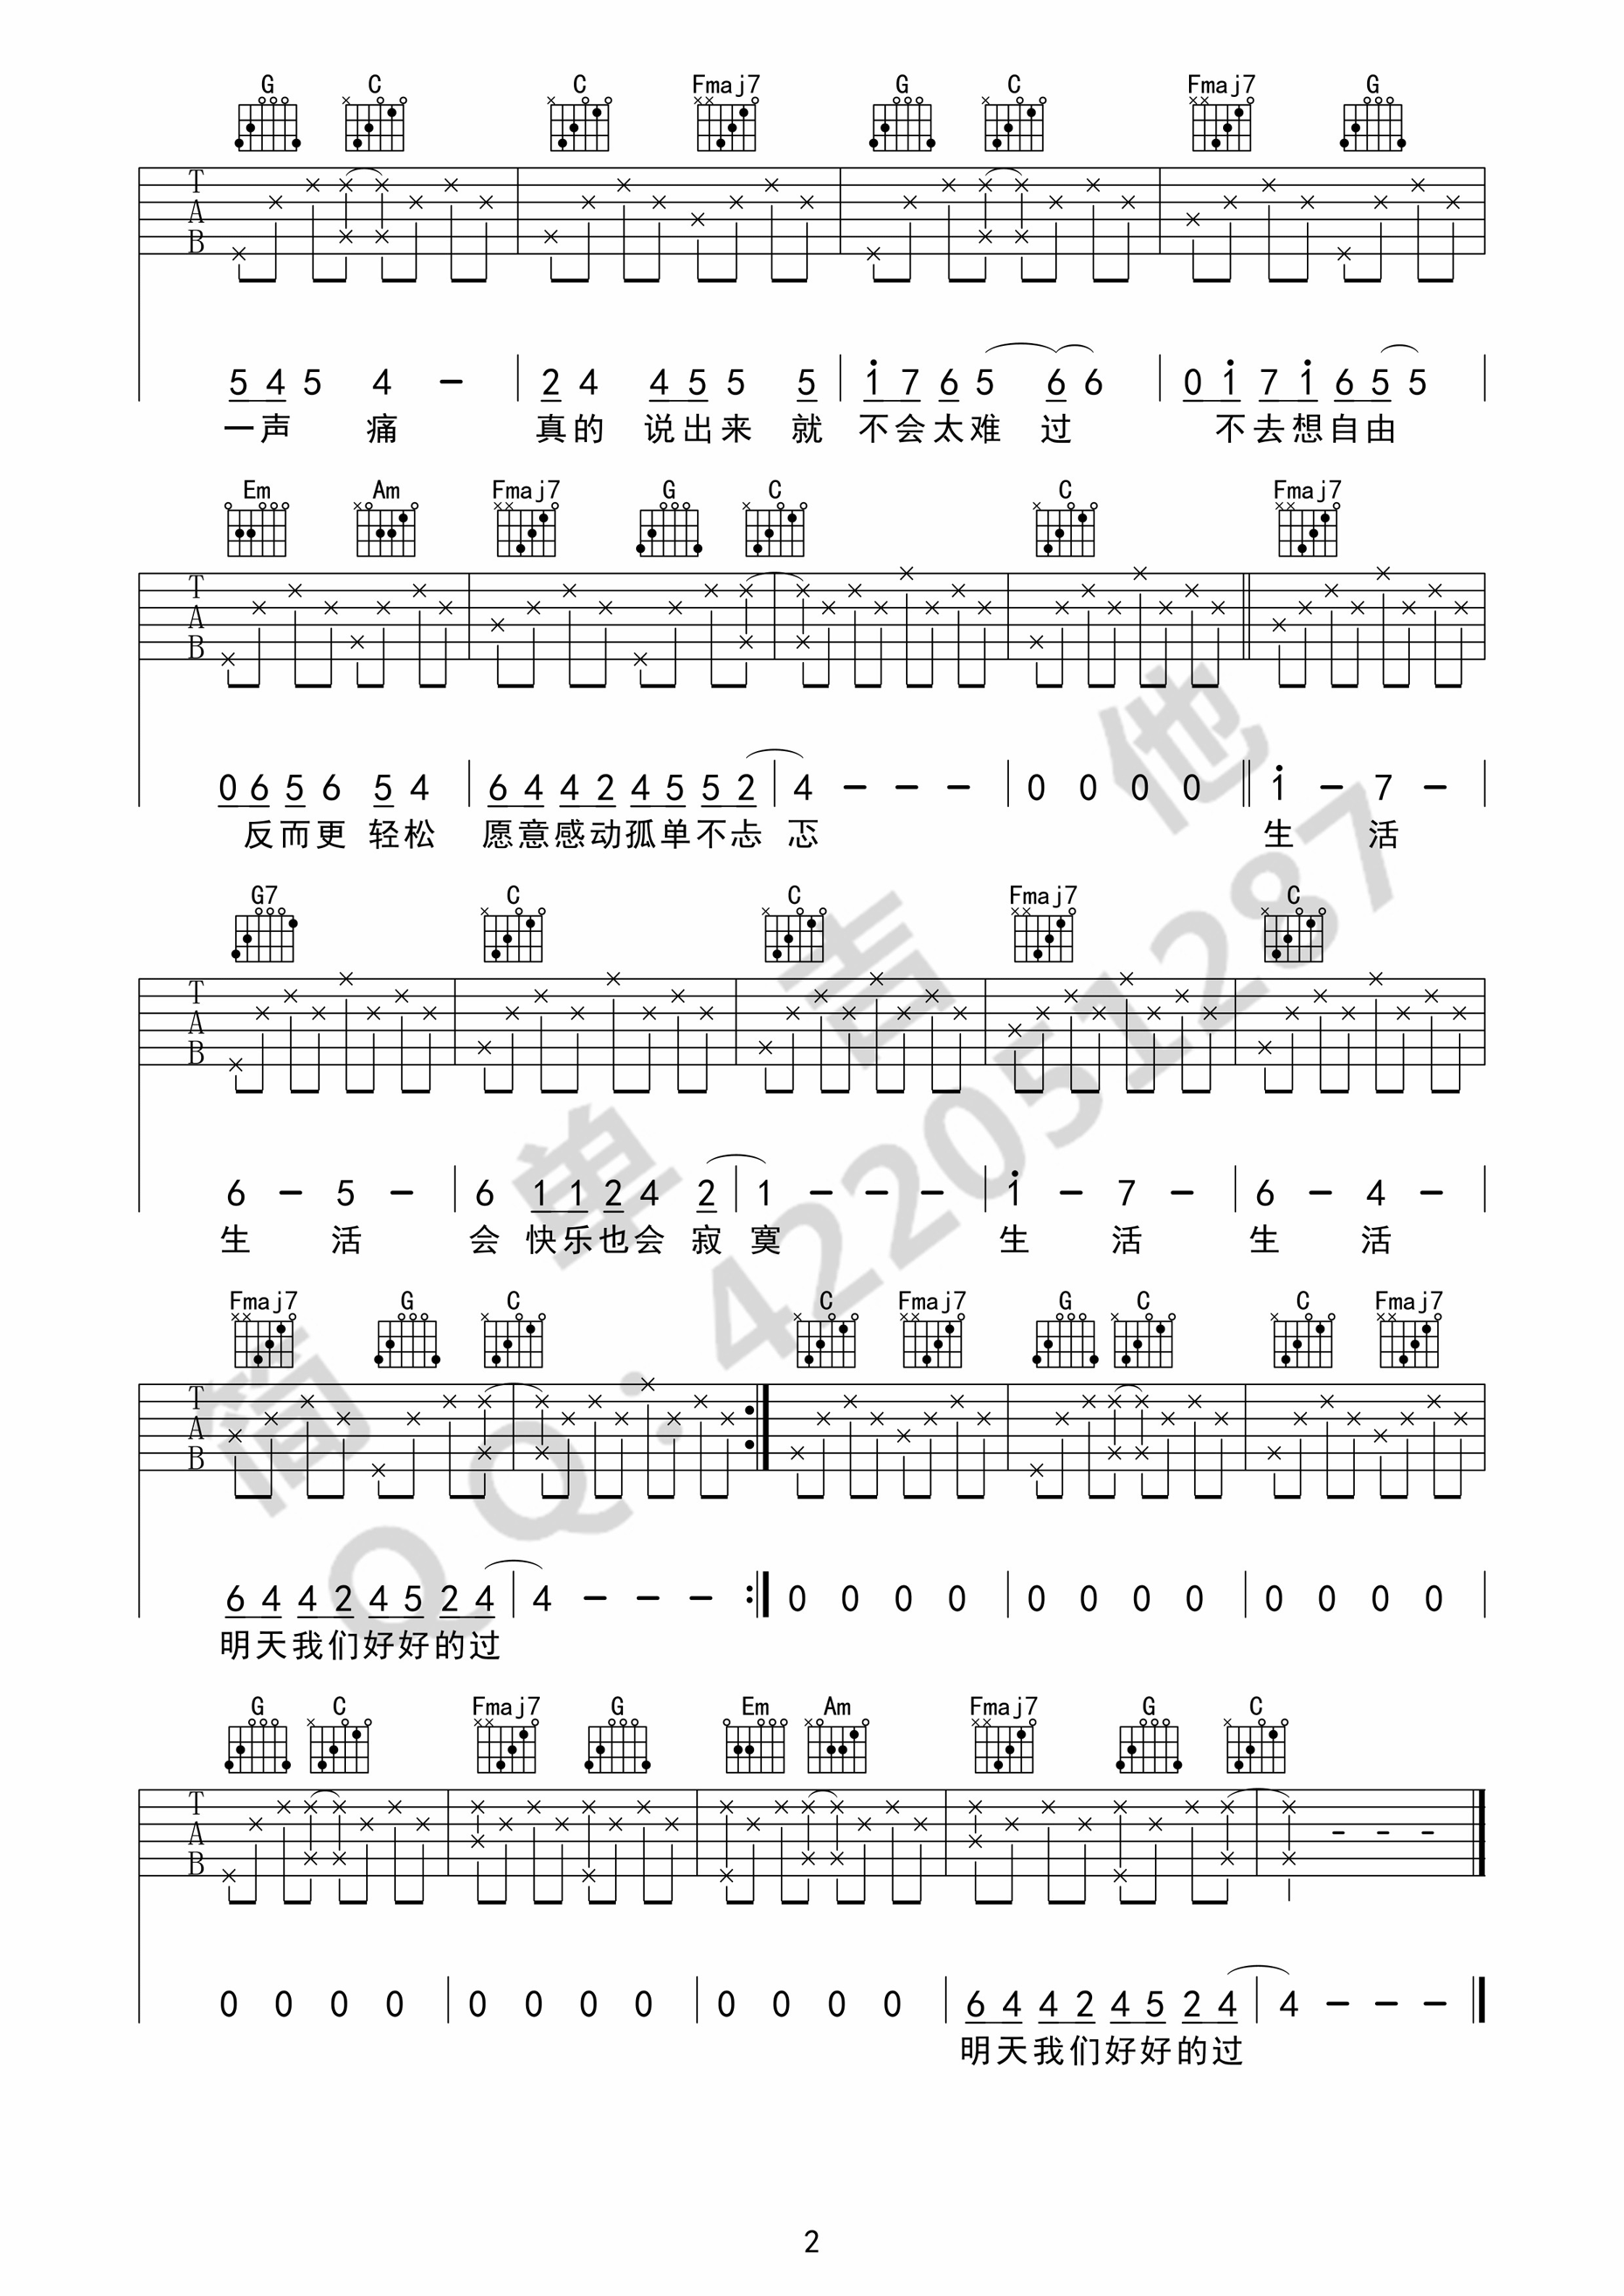 G C C Fmaj7 G C Fmaj7 G
T
A
B
5 4 5 4 - 2 4 4 5 5 5 1 7 6 5 6 6 0 1 7 1 6 5 5
一声 痛 真的 说出来 就 不会太难 过 不去想自由
Em Am Fmaj7 G C C Fmaj7
T
A
B
0 6 5 6 5 4 6 4 4 2 4 5 5 2 4 - - - 0 0 0 0 1 - 7 -
反而更 轻松 愿意感动孤单不忐 忑 生 活
G7 C C Fmaj7 C
T
A
B
6 - 5 - 6 1 1 2 4 2 1 - - - 1 - 7 - 6 - 4 -
生 活 会 快乐也会 寂 寞 生 活 生 活
Fmaj7 G C C Fmaj7 G C C Fmaj7
T
A
B
6 4 4 2 4 5 2 4 4 - - - 0 0 0 0 0 0 0 0 0 0 0 0
明天我们好好的过
G C Fmaj7 G Em Am Fmaj7 G C
T
A
B
0 0 0 0 0 0 0 0 0 0 0 0 6 4 4 2 4 5 2 4 4 - - -
明天我们好好的过
简单吉他
QQ:422051287
2